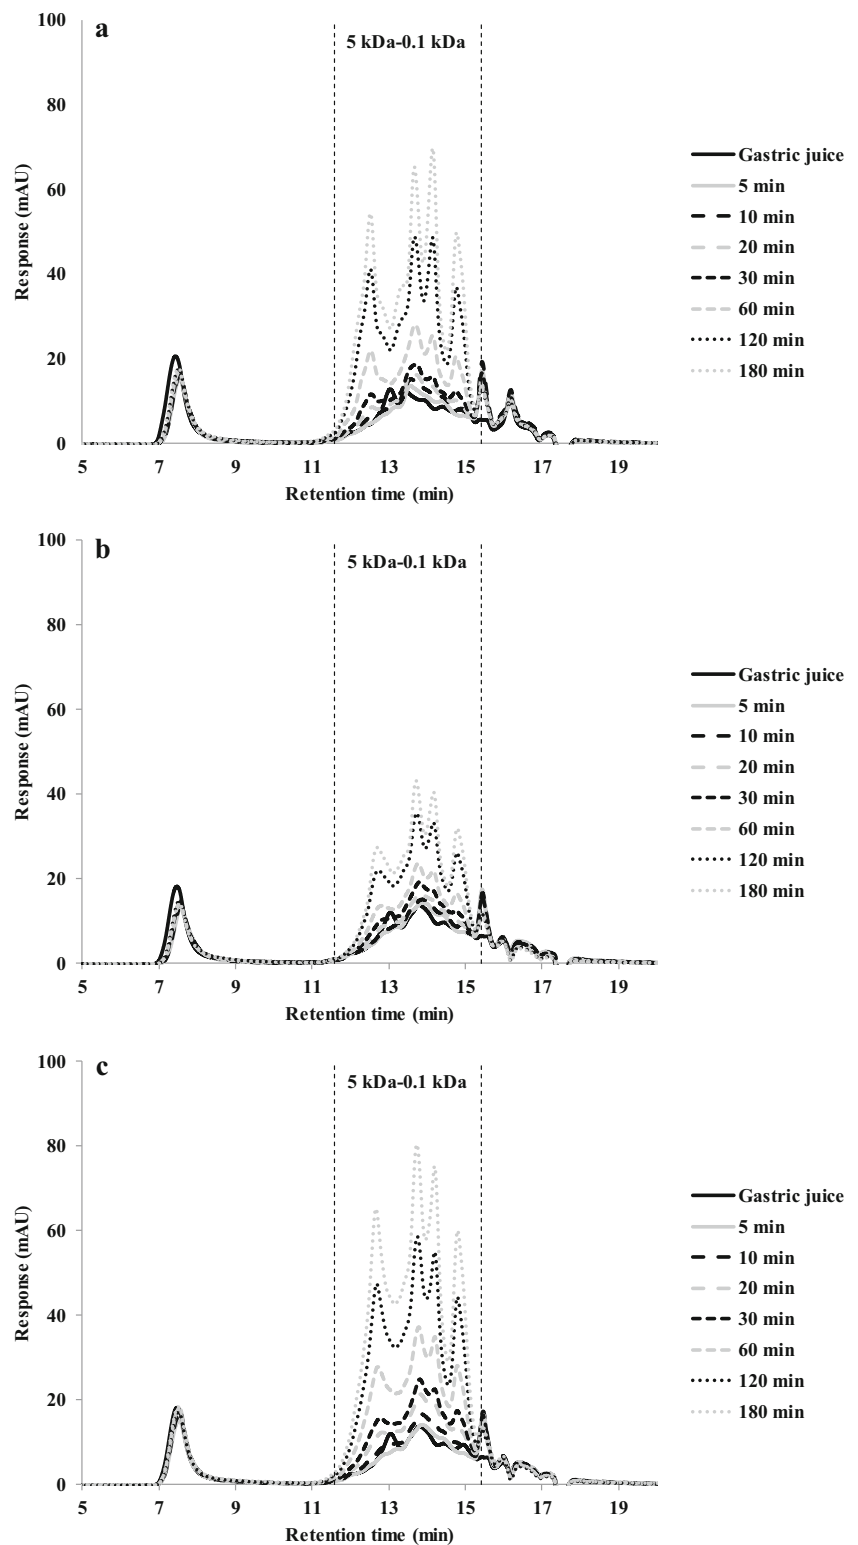 a
5 kDa-0.1 kDa
Response (mAU)
100
80
60
40
20
0
5 7 9 11 13 15 17 19
Retention time (min)
Gastric juice
5 min
10 min
20 min
30 min
60 min
120 min
180 min
b
5 kDa-0.1 kDa
Response (mAU)
100
80
60
40
20
0
5 7 9 11 13 15 17 19
Retention time (min)
Gastric juice
5 min
10 min
20 min
30 min
60 min
120 min
180 min
c
5 kDa-0.1 kDa
Response (mAU)
100
80
60
40
20
0
5 7 9 11 13 15 17 19
Retention time (min)
Gastric juice
5 min
10 min
20 min
30 min
60 min
120 min
180 min